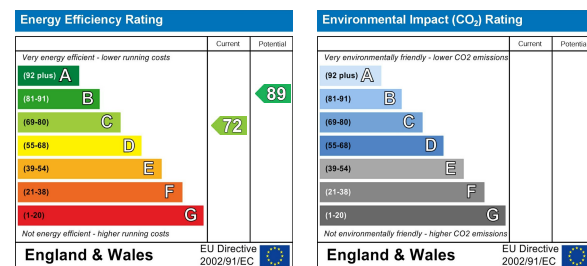 Energy Efficiency Rating
Current Potential
Very energy efficient - lower running costs
(92 plus) A
(81-91) B
89
(69-80) C
72
(55-68) D
(39-54) E
(21-38) F
(1-20) G
Not energy efficient - higher running costs
England & Wales
EU Directive
2002/91/EC
Environmental Impact (CO₂) Rating
Current Potential
Very environmentally friendly - lower CO2 emissions
(92 plus) A
(81-91) B
(69-80) C
(55-68) D
(39-54) E
(21-38) F
(1-20) G
Not environmentally friendly - higher CO2 emissions
England & Wales
EU Directive
2002/91/EC